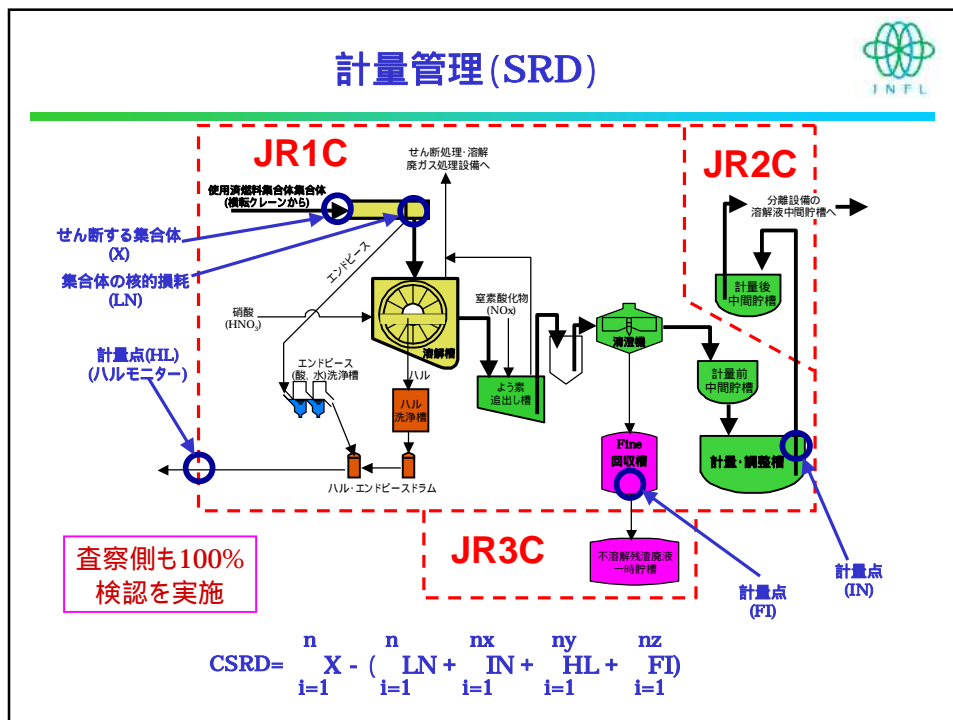 計量管理(SRD)
JNFL
JR1C
せん断処理・溶解
廃ガス処理設備へ
JR2C
使用済燃料集合体集合体
(横転クレーンから)
分離設備の
溶解液中間貯槽へ
せん断する集合体
(X)
集合体の核的損耗
(LN)
エンドピース
計量後
中間貯槽
硝酸
(HNO3)
窒素酸化物
(NOx)
溶解槽
清澄機
計量点(HL)
(ハルモニター)
エンドピース
(酸、水)洗浄槽
ハル
よう素
追出し槽
計量前
中間貯槽
ハル
洗浄槽
Fine
回収槽
計量・調整槽
ハル・エンドピースドラム
JR3C
査察側も100%
検認を実施
不溶解残渣廃液
一時貯槽
計量点
(FI)
計量点
(IN)
n n nx ny nz
CSRD= X - ( LN + IN + HL + FI)
i=1 i=1 i=1 i=1 i=1